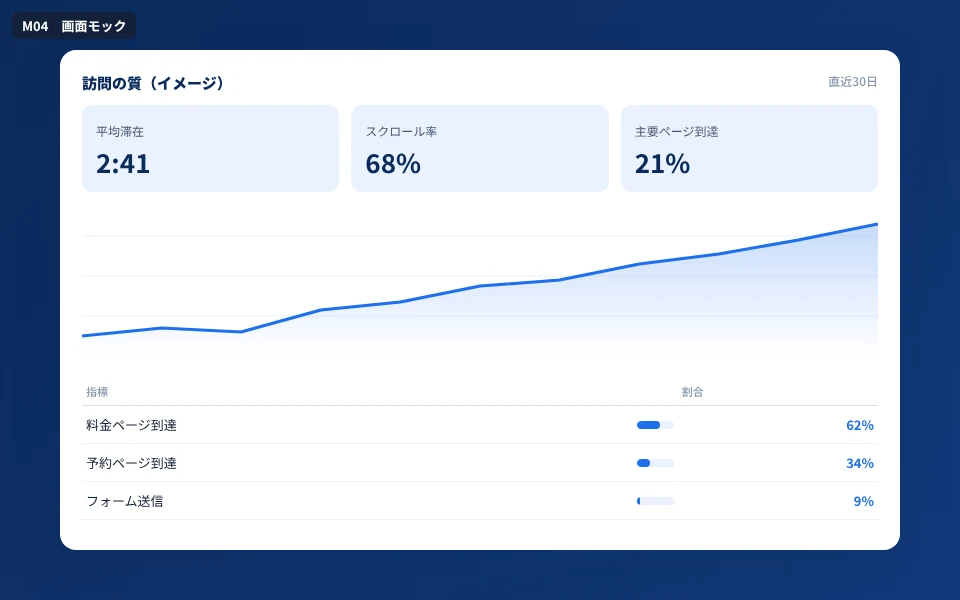 M04 画面モック
訪問の質（イメージ）
直近30日
平均滞在
2:41
スクロール率
68%
主要ページ到達
21%
指標 割合
料金ページ到達 62%
予約ページ到達 34%
フォーム送信 9%